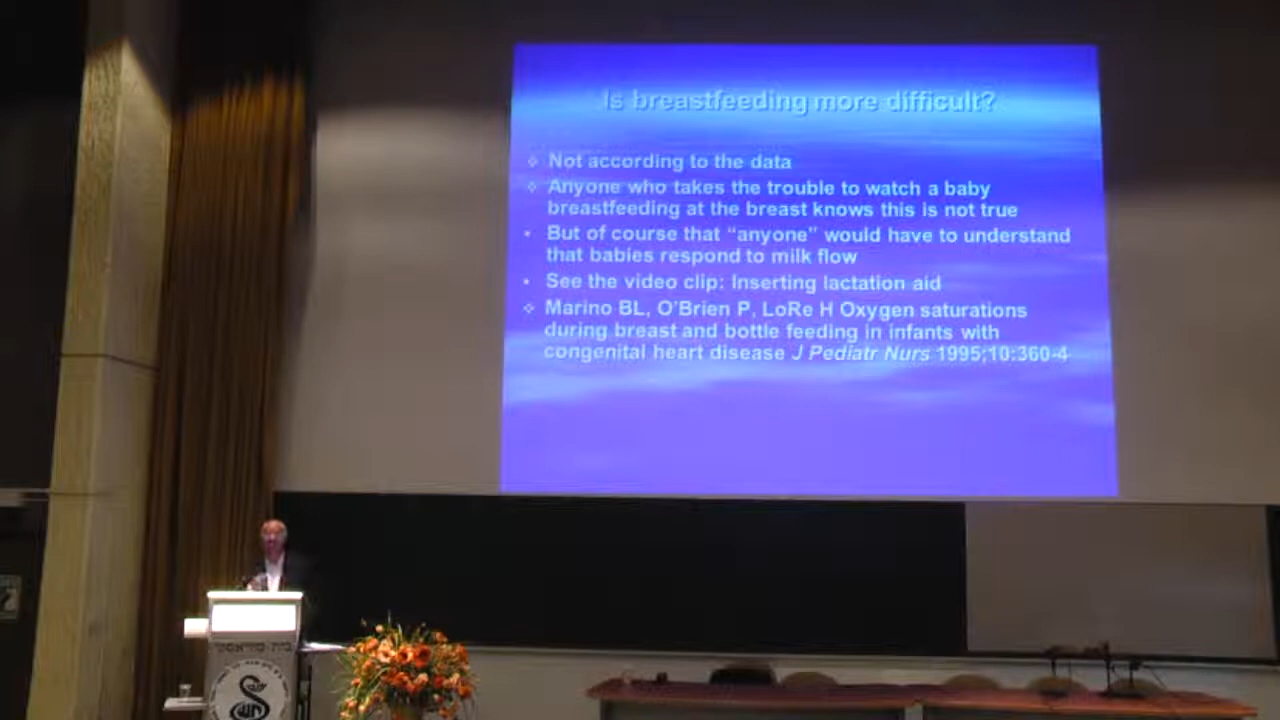 Is breastfeeding more difficult?
Not according to the data
Anyone who takes the trouble to watch a baby
breastfeeding at the breast knows this is not true
But of course that “anyone” would have to understand
that babies respond to milk flow
See the video clip: Inserting lactation aid
Marino BL, O’Brien P, LoRe H Oxygen saturations
during breast and bottle feeding in infants with
congenital heart disease J Pediatr Nurs 1995;10:360-4